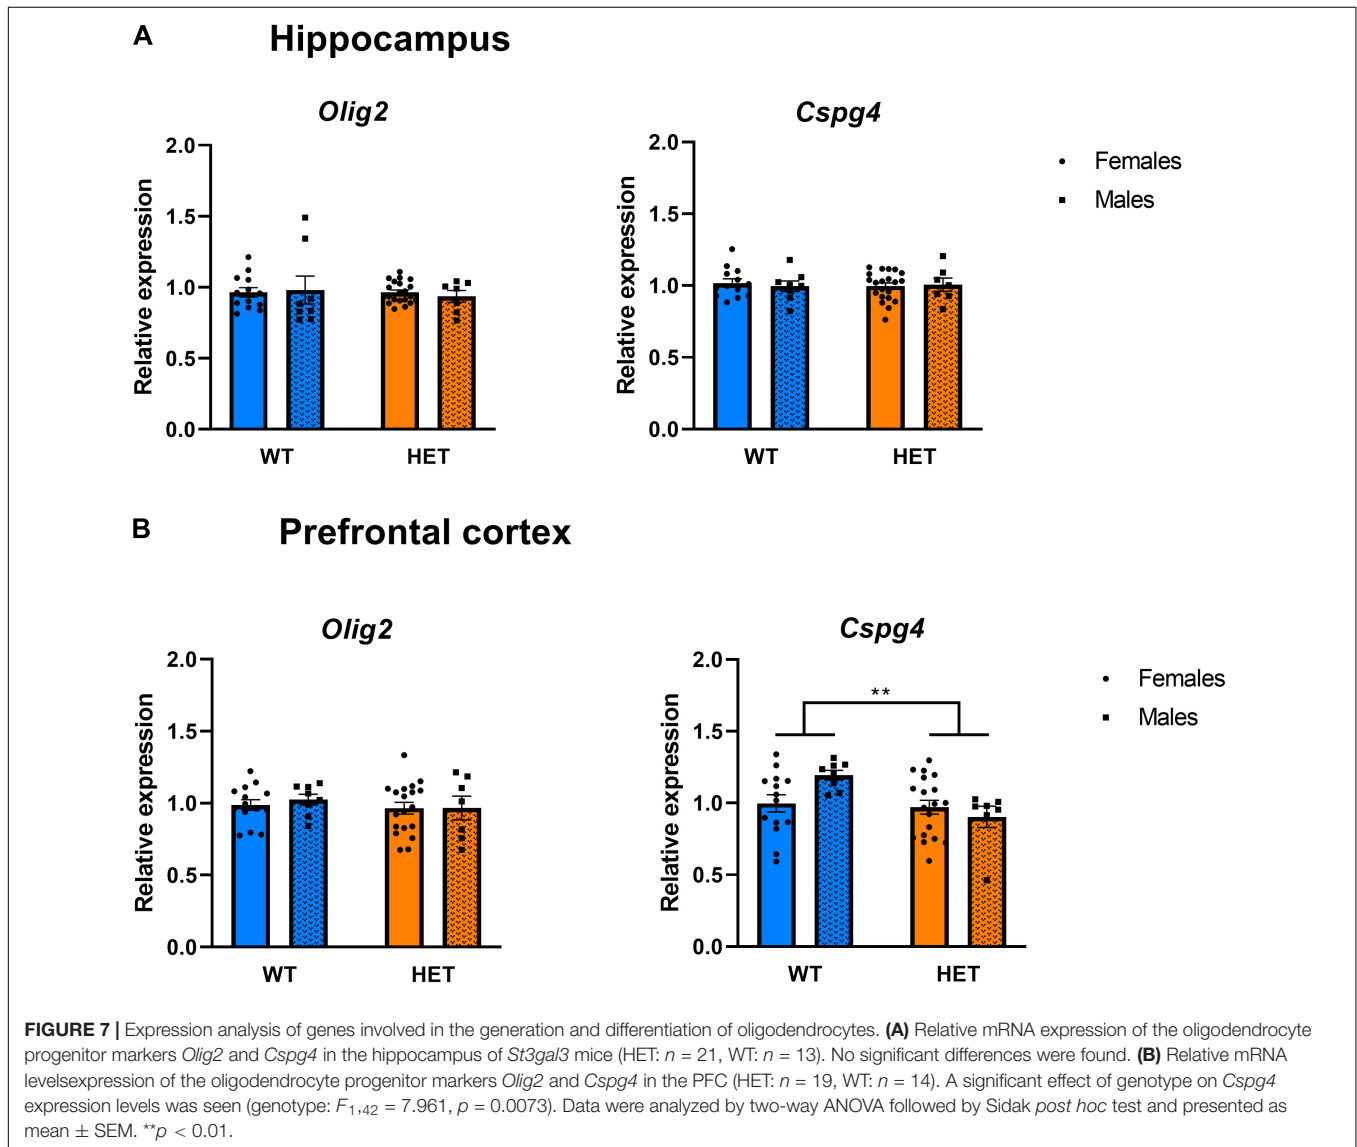 A
Hippocampus
Olig2
Cspg4
2.0
1.5
1.0
0.5
0.0
Relative expression
WT
HET
2.0
1.5
1.0
0.5
0.0
Relative expression
WT
HET
Females
Males
B
Prefrontal cortex
Olig2
Cspg4
2.0
1.5
1.0
0.5
0.0
Relative expression
WT
HET
2.0
1.5
1.0
0.5
0.0
Relative expression
**
WT
HET
Females
Males
FIGURE 7 | Expression analysis of genes involved in the generation and differentiation of oligodendrocytes. (A) Relative mRNA expression of the oligodendrocyte
progenitor markers Olig2 and Cspg4 in the hippocampus of St3gal3 mice (HET: n = 21, WT: n = 13). No significant differences were found. (B) Relative mRNA
levelsexpression of the oligodendrocyte progenitor markers Olig2 and Cspg4 in the PFC (HET: n = 19, WT: n = 14). A significant effect of genotype on Cspg4
expression levels was seen (genotype: F1,42 = 7.961, p = 0.0073). Data were analyzed by two-way ANOVA followed by Sidak post hoc test and presented as
mean ± SEM. **p < 0.01.